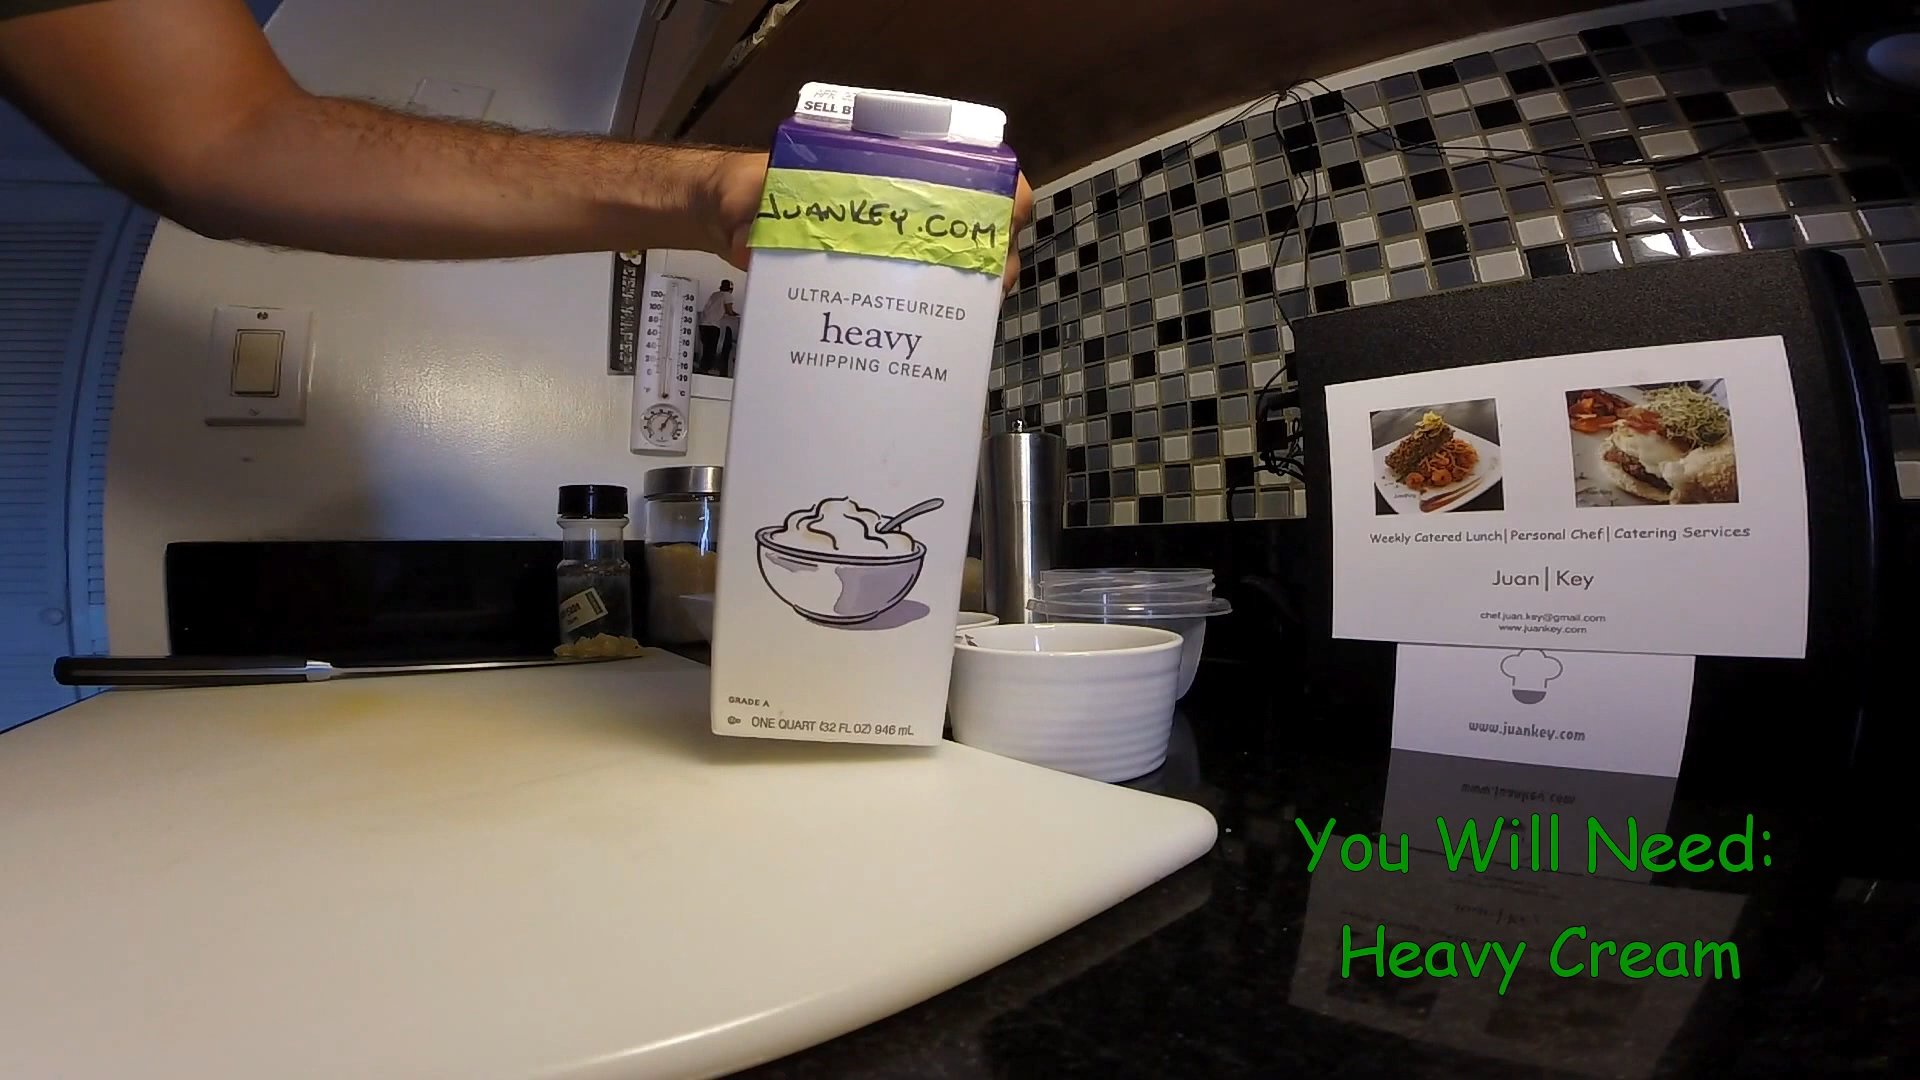 SELL B
JUANKEY.COM
ULTRA-PASTEURIZED
heavy
WHIPPING CREAM
GRADE A
ONE QUART (32 FL OZ) 946 mL
Weekly Catered Lunch|Personal Chef|Catering Services
Juan|Key
chef.juan.key@gmail.com
www.juankey.com
www.juankey.com
You Will Need:
Heavy Cream